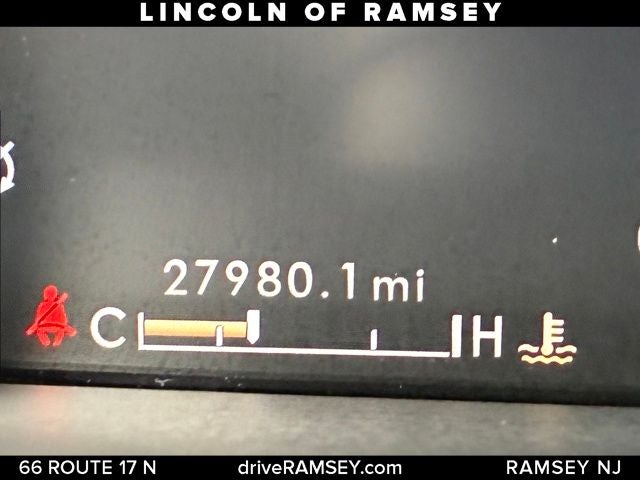 LINCOLN OF RAMSEY
27980.1 mi
C H
66 ROUTE 17 N driveRAMSEY.com RAMSEY NJ